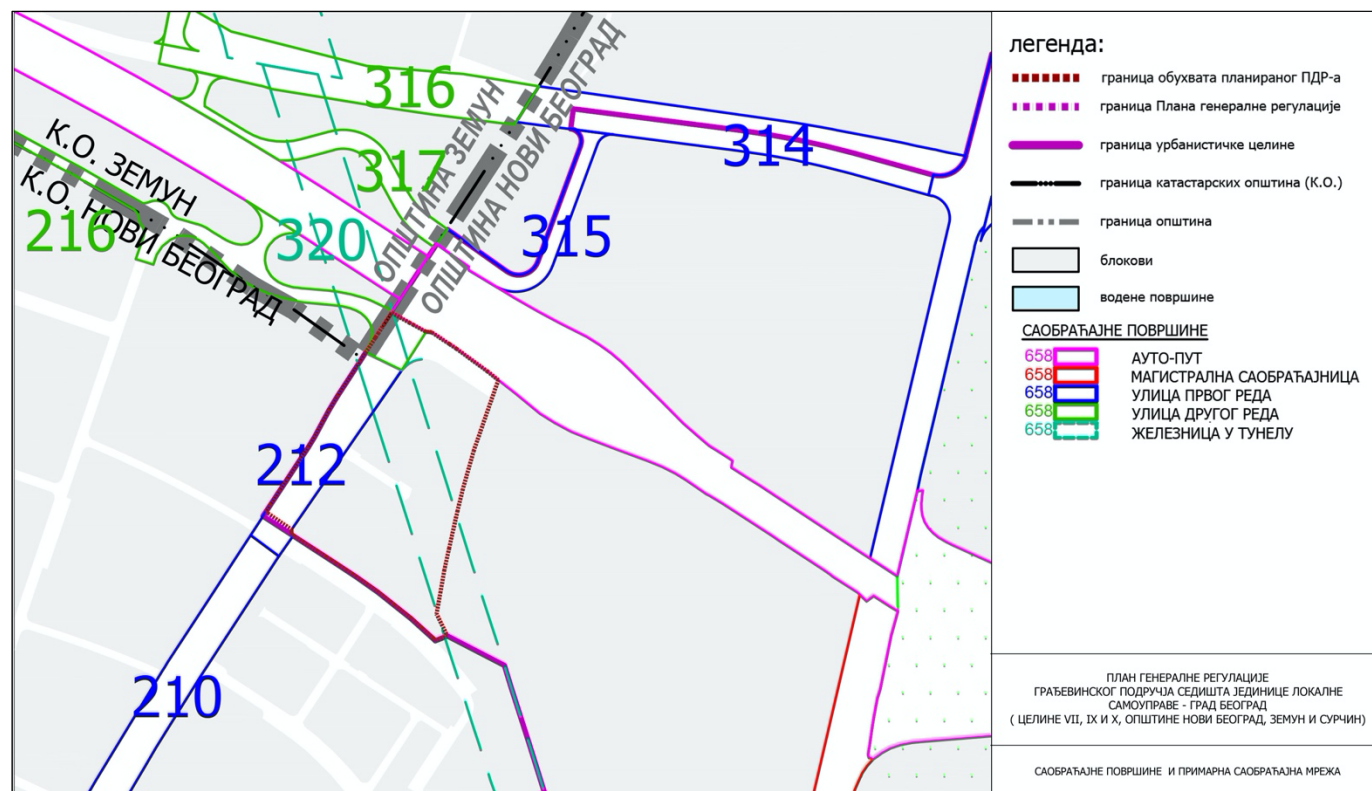 316
ОПШТИНА ЗЕМУН
ОПШТИНА НОВИ БЕОГРАД
314
К.О. ЗЕМУН
К.О. НОВИ БЕОГРАД
317
216
320
315
212
210
легенда:
граница обухвата планираног ПДР-а
граница Плана генералне регулације
граница урбанистичке целине
граница катастарских општина (К.О.)
граница општина
блокови
водене површине
САОБРАЋАЈНЕ ПОВРШИНЕ
658 АУТО-ПУТ
658 МАГИСТРАЛНА САОБРАЋАЈНИЦА
658 УЛИЦА ПРВОГ РЕДА
658 УЛИЦА ДРУГОГ РЕДА
658 ЖЕЛЕЗНИЦА У ТУНЕЛУ
ПЛАН ГЕНЕРАЛНЕ РЕГУЛАЦИЈЕ
ГРАЂЕВИНСКОГ ПОДРУЧЈА СЕДИШТА ЈЕДИНИЦЕ ЛОКАЛНЕ
САМОУПРАВЕ - ГРАД БЕОГРАД
( ЦЕЛИНЕ VII, IX И X, ОПШТИНЕ НОВИ БЕОГРАД, ЗЕМУН И СУРЧИН)
САОБРАЋАЈНЕ ПОВРШИНЕ И ПРИМАРНА САОБРАЋАЈНА МРЕЖА